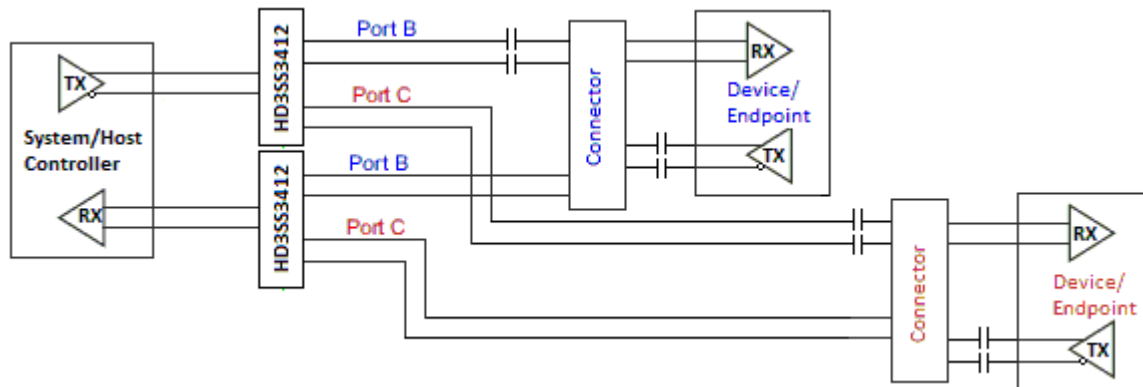 TX
System/Host
Controller
RX
HD3SS3412
HD3SS3412
Port B
Port C
Port B
Port C
Connector
RX
Device/
Endpoint
TX
Connector
RX
Device/
Endpoint
TX